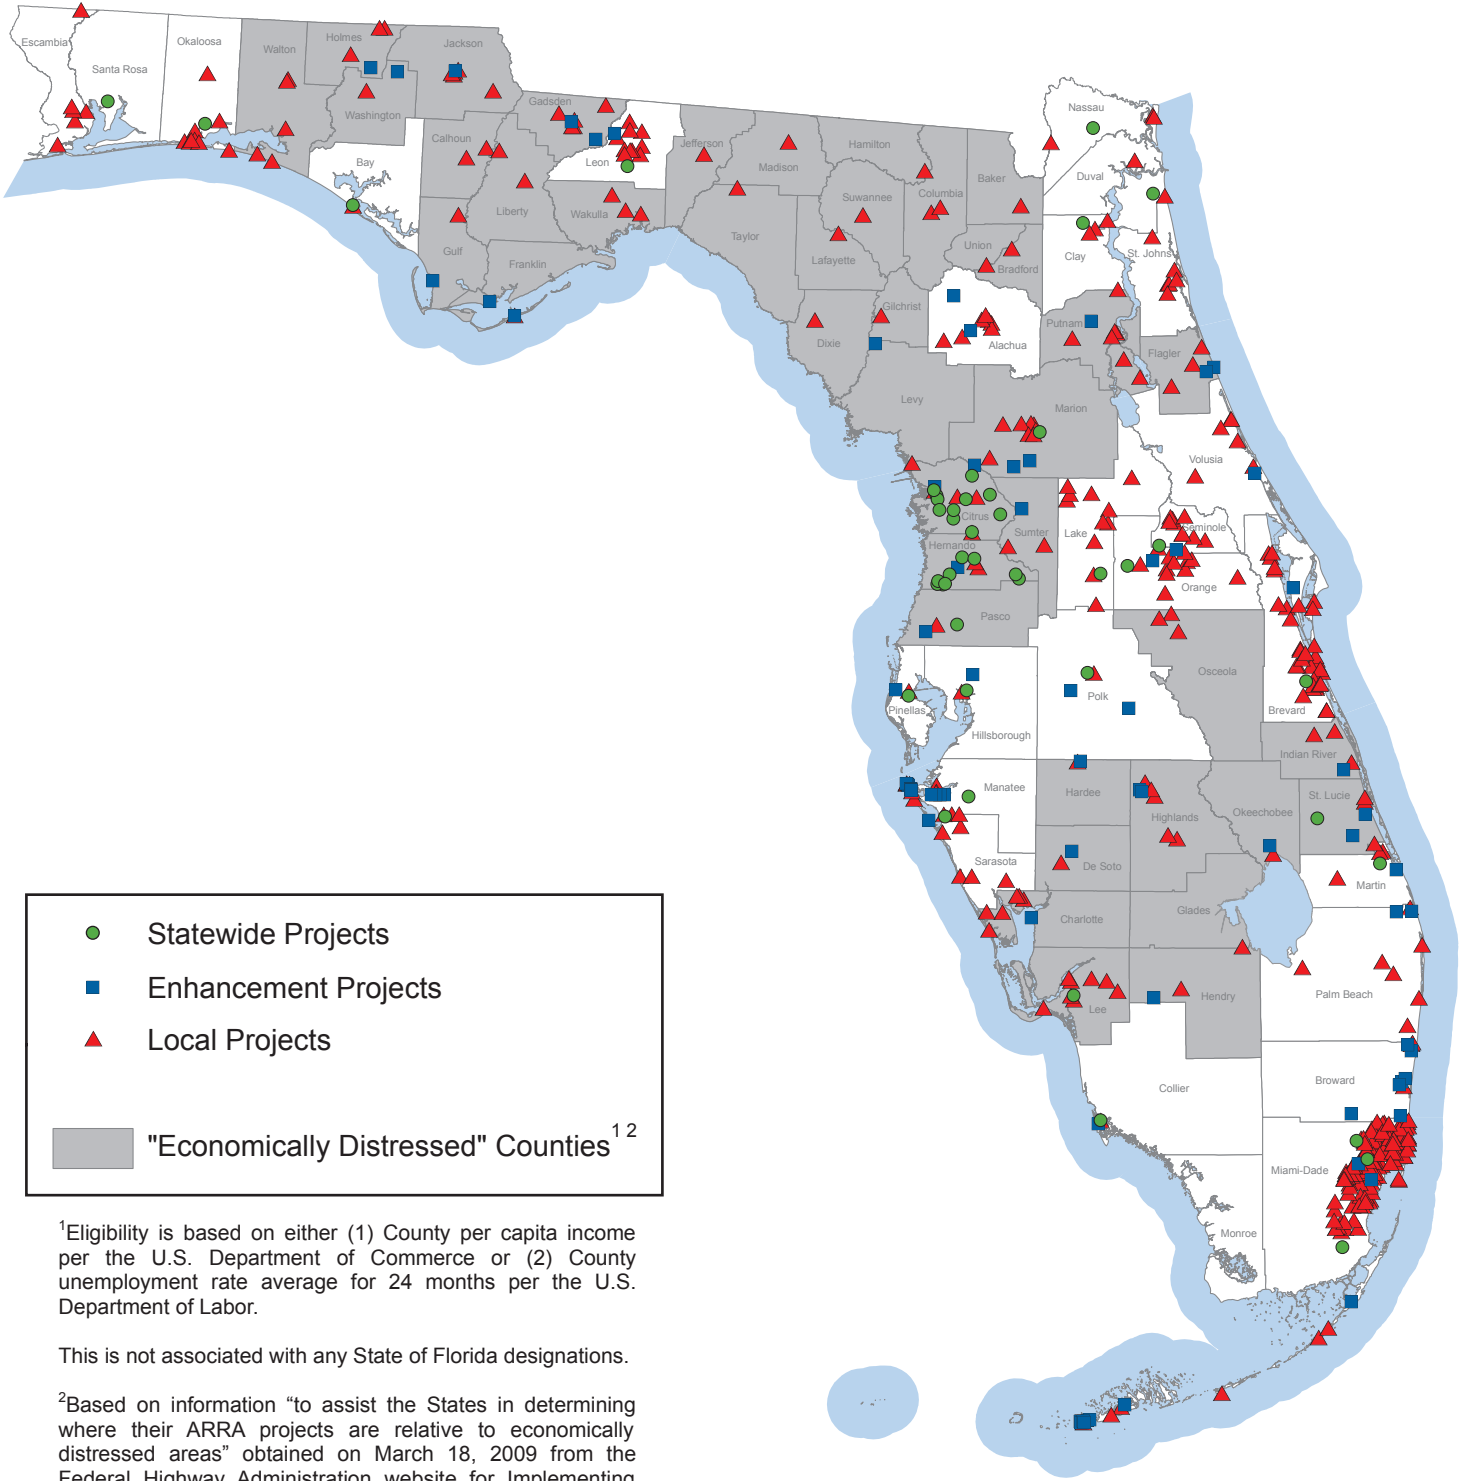 Escambia
Santa Rosa
Okaloosa
Walton
Holmes
Jackson
Washington
Bay
Calhoun
Gadsden
Leon
Liberty
Gulf
Franklin
Wakulla
Jefferson
Madison
Taylor
Hamilton
Suwannee
Lafayette
Columbia
Baker
Union
Bradford
Nassau
Duval
Clay
St. Johns
Gilchrist
Dixie
Alachua
Putnam
Flagler
Levy
Marion
Volusia
Citrus
Sumter
Lake
Seminole
Hernando
Orange
Pasco
Osceola
Polk
Pinellas
Hillsborough
Brevard
Indian River
Manatee
Hardee
Highlands
Okeechobee
St. Lucie
Sarasota
De Soto
Martin
Charlotte
Glades
Lee
Hendry
Palm Beach
Collier
Broward
Miami-Dade
Monroe
Statewide Projects
Enhancement Projects
Local Projects
"Economically Distressed" Counties1 2
1Eligibility is based on either (1) County per capita income
per the U.S. Department of Commerce or (2) County
unemployment rate average for 24 months per the U.S.
Department of Labor.
This is not associated with any State of Florida designations.
2Based on information “to assist the States in determining
where their ARRA projects are relative to economically
distressed areas” obtained on March 18, 2009 from the
Federal Highway Administration website for Implementing